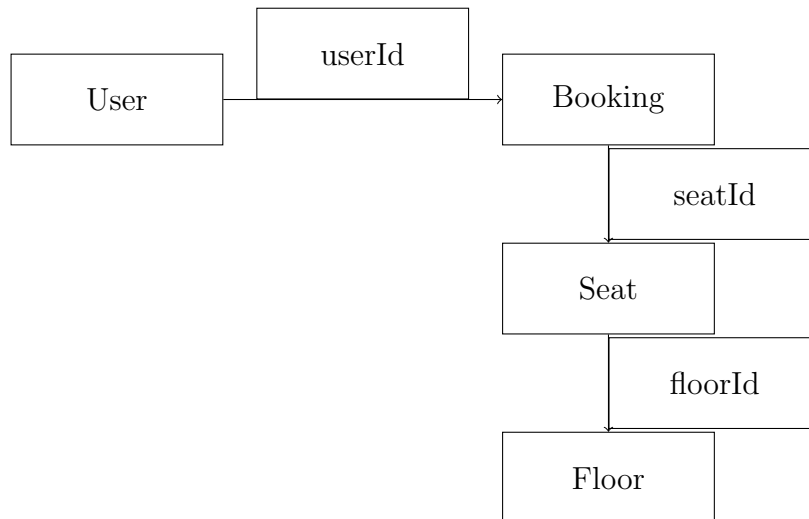 userId
User
Booking
seatId
Seat
floorId
Floor